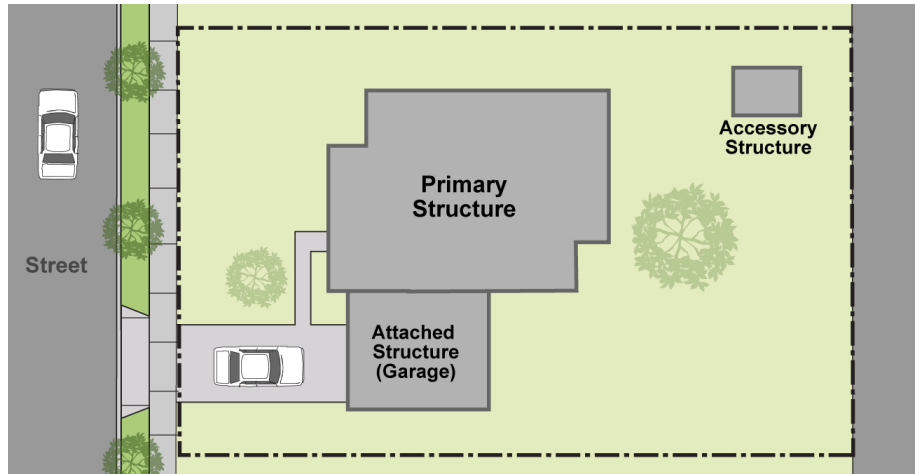 Accessory
Structure
Primary
Structure
Street
Attached
Structure
(Garage)